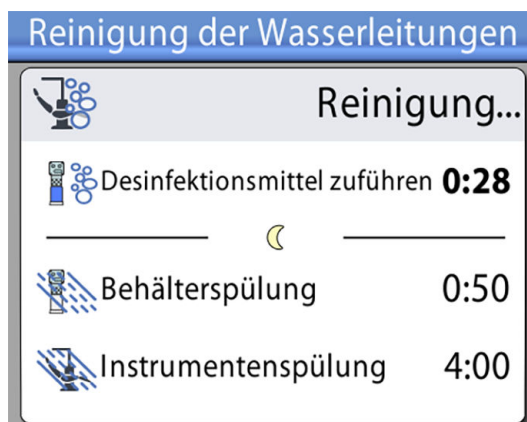 Reinigung der Wasserleitungen
Reinigung...
Desinfektionsmittel zuführen 0:28
Behälterspülung 0:50
Instrumentenspülung 4:00